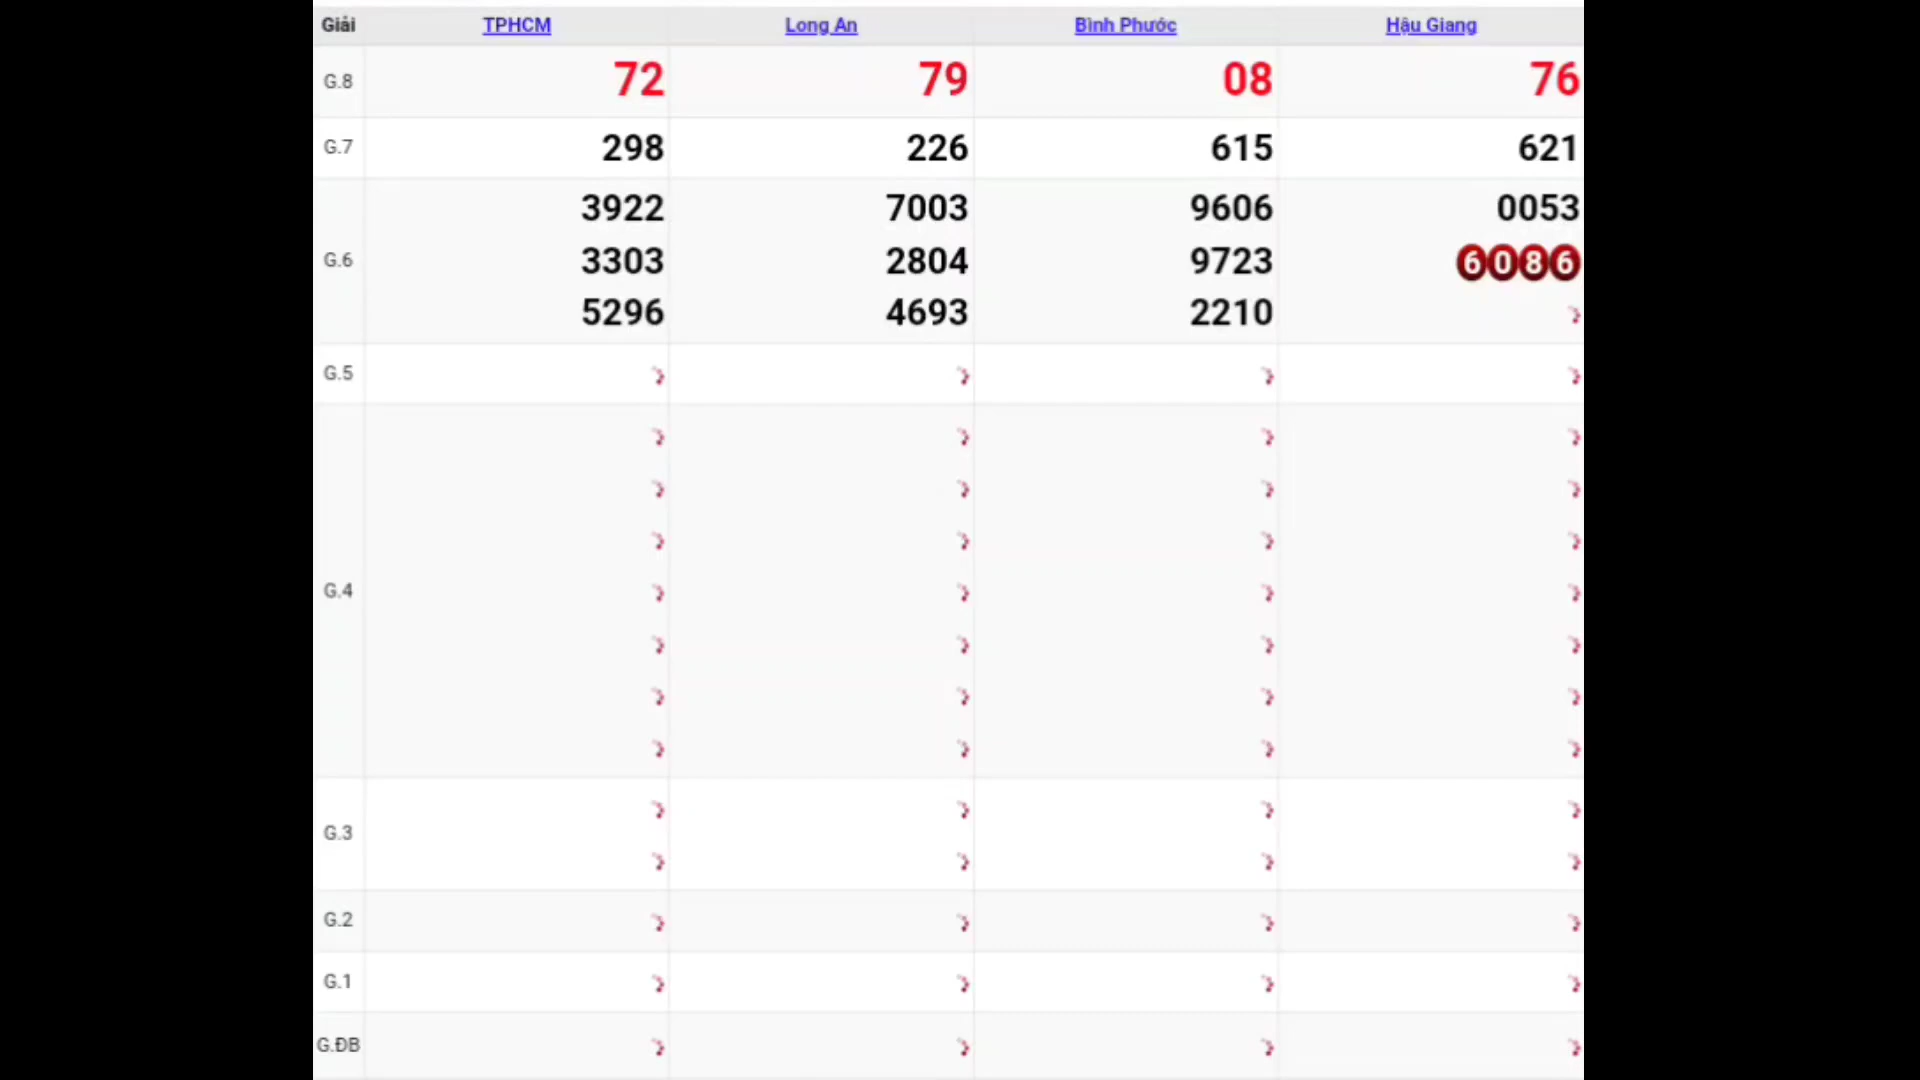 Giải TPHCM Long An Bình Phước Hậu Giang
G.8 72 79 08 76
G.7 298 226 615 621
3922 7003 9606 0053
G.6 3303 2804 9723 6086
5296 4693 2210
G.5
G.4
G.3
G.2
G.1
G.ĐB